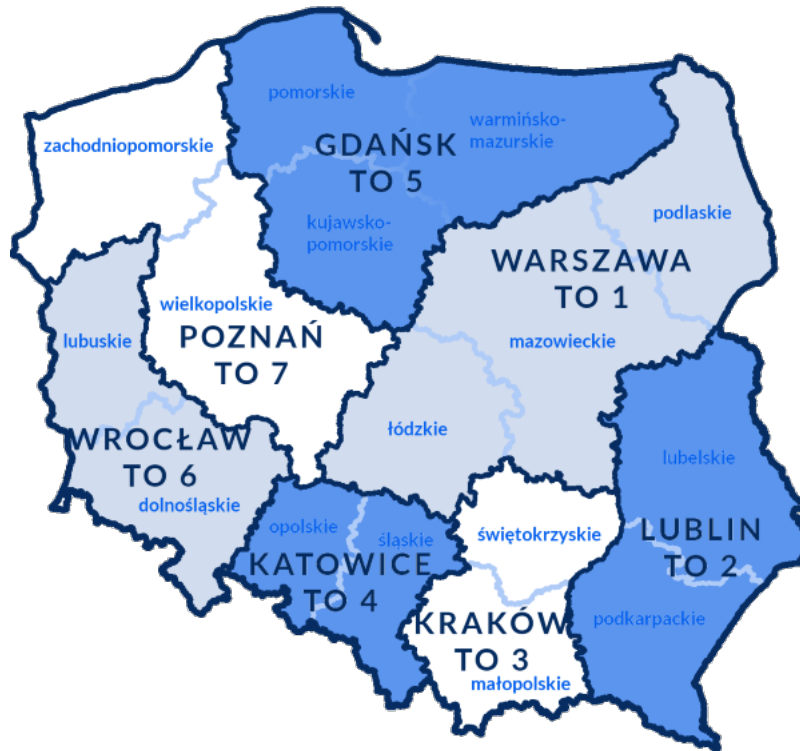 pomorskie
warmińsko-
mazurskie
zachodniopomorskie
GDAŃSK
TO 5
kujawsko-
pomorskie
podlaskie
WARSZAWA
TO 1
wielkopolskie
lubuskie
POZNAŃ
TO 7
mazowieckie
łódzkie
WROCŁAW
TO 6
dolnośląskie
lubelskie
opolskie
śląskie
KATOWICE
TO 4
świętokrzyskie
LUBLIN
TO 2
KRAKÓW
TO 3
małopolskie
podkarpackie